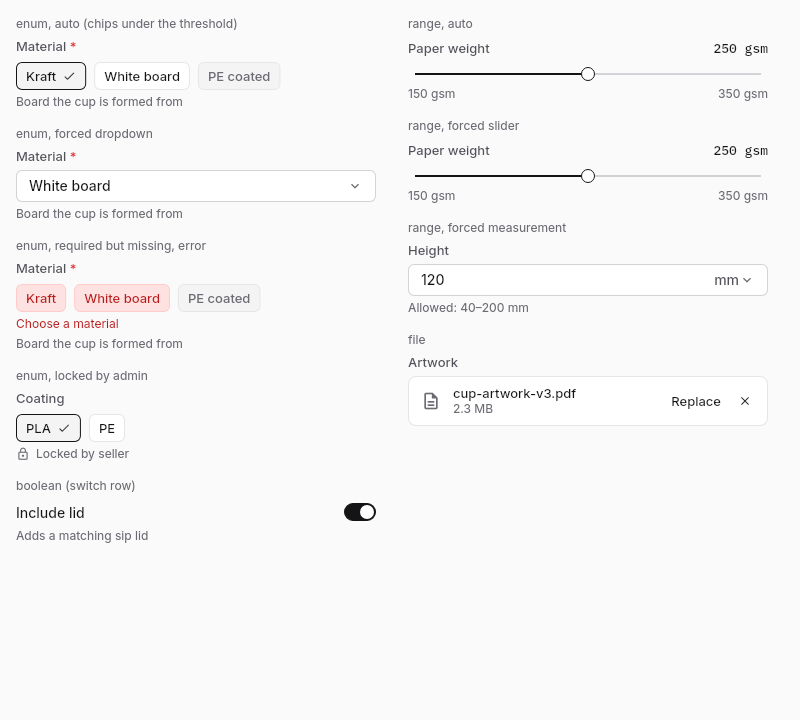 enum, auto (chips under the threshold)
Material *
Kraft
White board
PE coated
Board the cup is formed from
enum, forced dropdown
Material *
White board
Board the cup is formed from
enum, required but missing, error
Material *
Kraft
White board
PE coated
Choose a material
Board the cup is formed from
enum, locked by admin
Coating
PLA
PE
Locked by seller
boolean (switch row)
Include lid
Adds a matching sip lid
range, auto
Paper weight
250 gsm
150 gsm
350 gsm
range, forced slider
Paper weight
250 gsm
150 gsm
350 gsm
range, forced measurement
Height
120
mm
Allowed: 40–200 mm
file
Artwork
cup-artwork-v3.pdf
2.3 MB
Replace